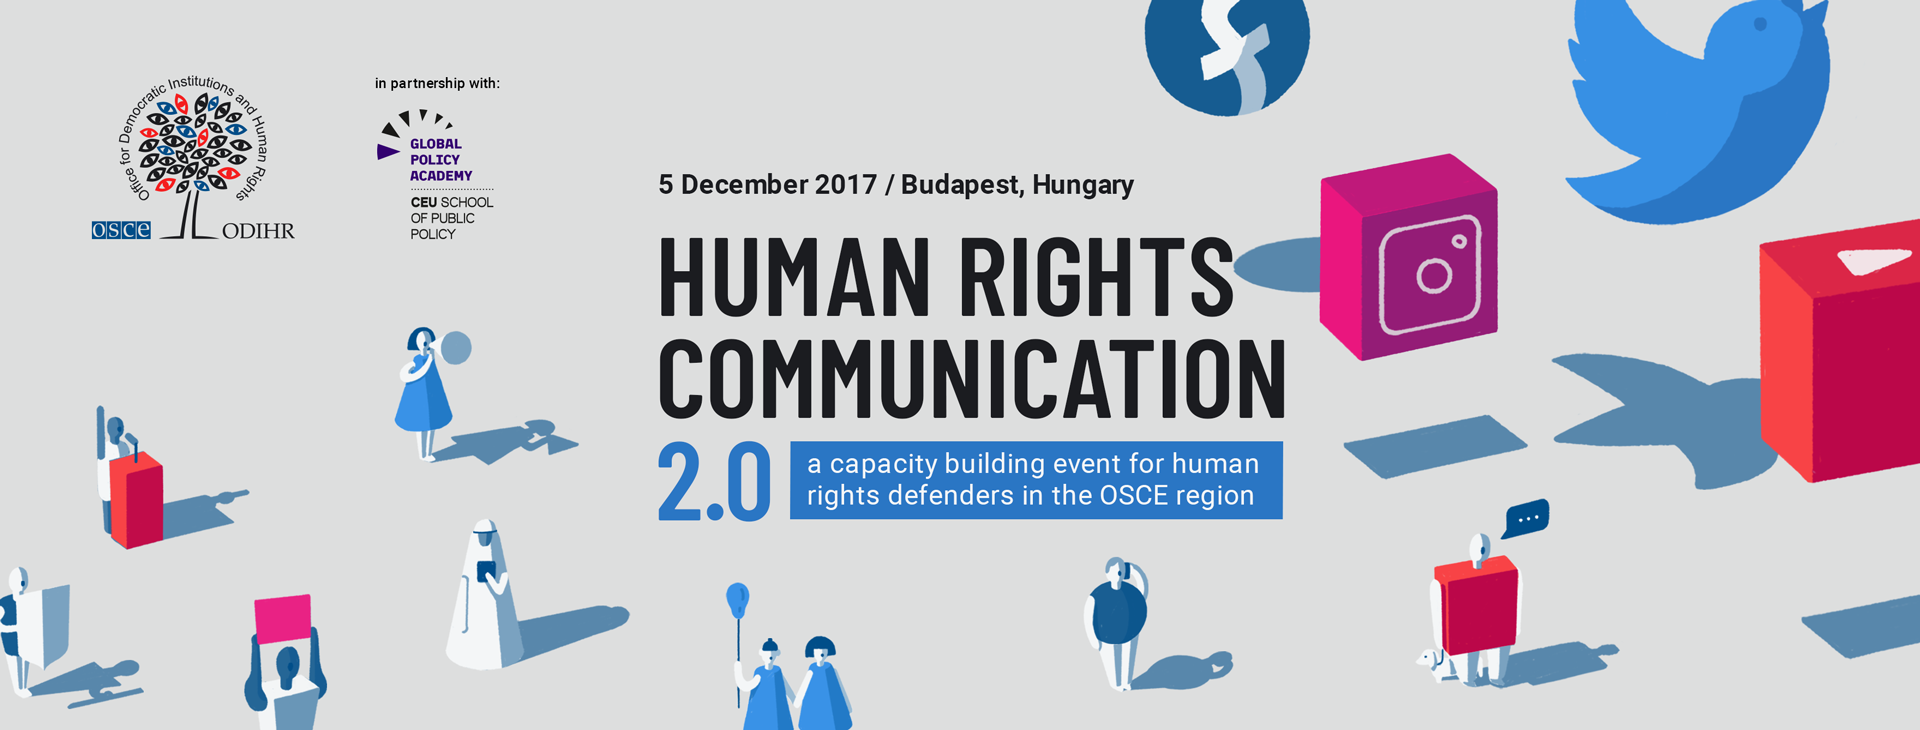 Office for Democratic Institutions and Human Rights
osce
ODIHR
in partnership with:
GLOBAL
POLICY
ACADEMY
CEU SCHOOL
OF PUBLIC
POLICY
5 December 2017 / Budapest, Hungary
HUMAN RIGHTS
COMMUNICATION
2.0
a capacity building event for human
rights defenders in the OSCE region